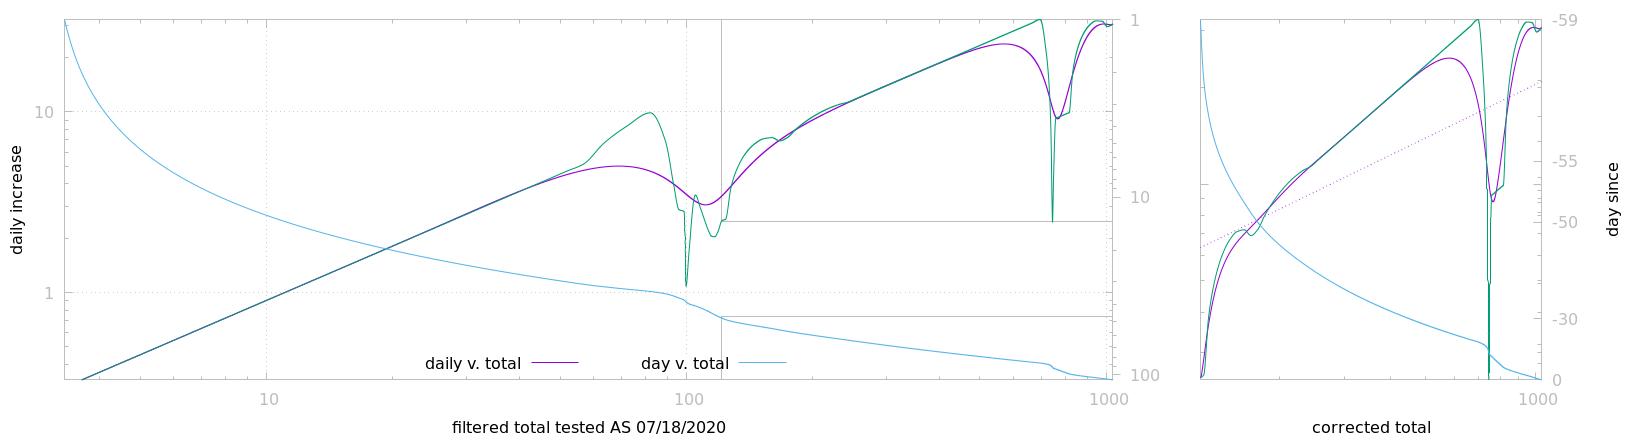 daily increase
10
1
daily v. total
day v. total
10
100
1000
1
10
100
filtered total tested AS 07/18/2020
-59
-55
-50
-30
0
day since
1000
corrected total